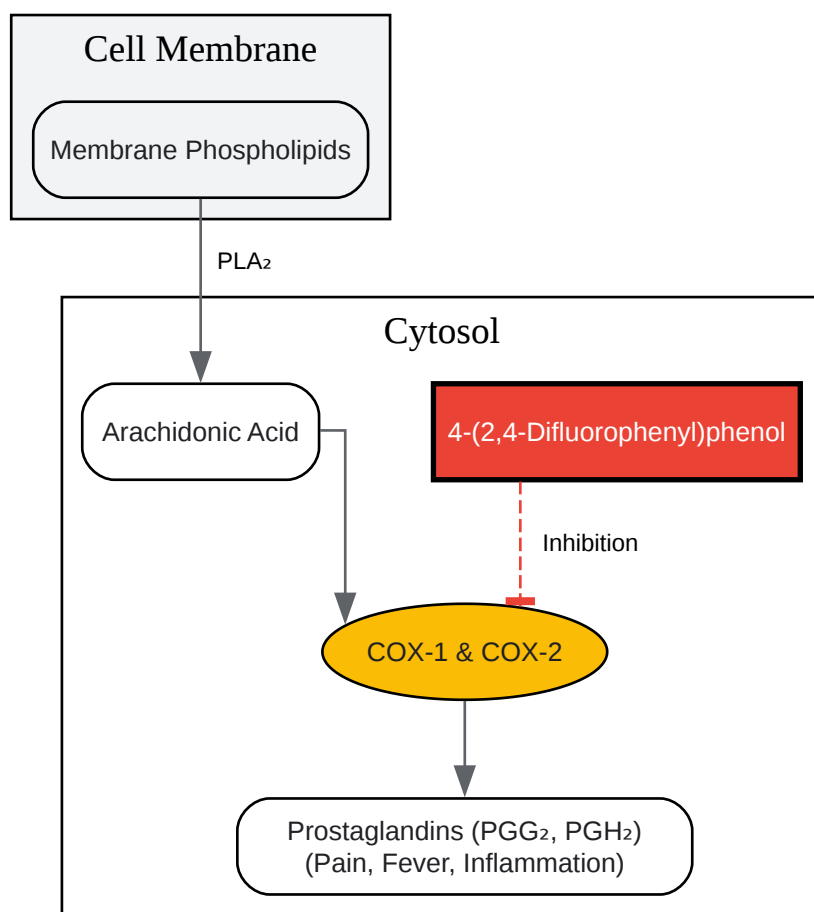 Cell Membrane
Membrane Phospholipids
PLA₂
Cytosol
Arachidonic Acid
4-(2,4-Difluorophenyl)phenol
Inhibition
COX-1 & COX-2
Prostaglandins (PGG₂, PGH₂)
(Pain, Fever, Inflammation)